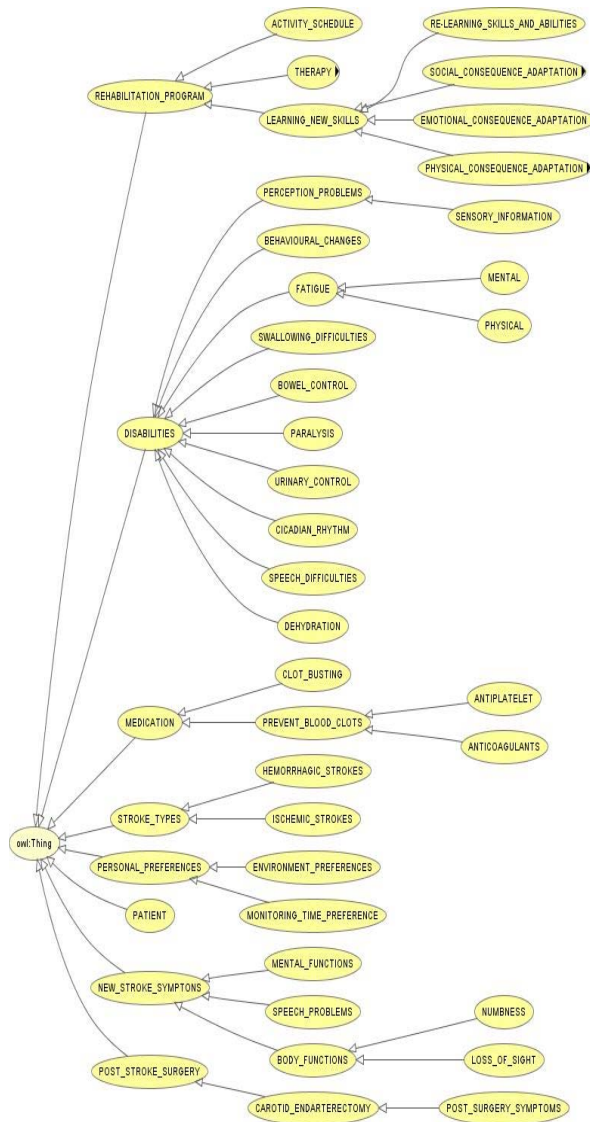 ACTIVITY_SCHEDULE
RE-LEARNING_SKILLS_AND_ABILITIES
THERAPY
SOCIAL_CONSEQUENCE_ADAPTATION
REHABILITATION_PROGRAM
LEARNING_NEW_SKILLS
EMOTIONAL_CONSEQUENCE_ADAPTATION
PHYSICAL_CONSEQUENCE_ADAPTATION
PERCEPTION_PROBLEMS
SENSORY_INFORMATION
BEHAVIOURAL_CHANGES
FATIGUE
MENTAL
PHYSICAL
SWALLOWING_DIFFICULTIES
BOWEL_CONTROL
DISABILITIES
PARALYSIS
URINARY_CONTROL
CICADIAN_RHYTHM
SPEECH_DIFFICULTIES
DEHYDRATION
CLOT_BUSTING
MEDICATION
PREVENT_BLOOD_CLOTS
ANTIPLATELET
ANTICOAGULANTS
HEMORRHAGIC_STROKES
STROKE_TYPES
ISCHEMIC_STROKES
owl:Thing
PERSONAL_PREFERENCES
ENVIRONMENT_PREFERENCES
PATIENT
MONITORING_TIME_PREFERENCE
MENTAL_FUNCTIONS
NEW_STROKE_SYMPTONS
SPEECH_PROBLEMS
NUMBNESS
BODY_FUNCTIONS
LOSS_OF_SIGHT
POST_STROKE_SURGERY
CAROTID_ENDARTERECTOMY
POST_SURGERY_SYMPTOMS